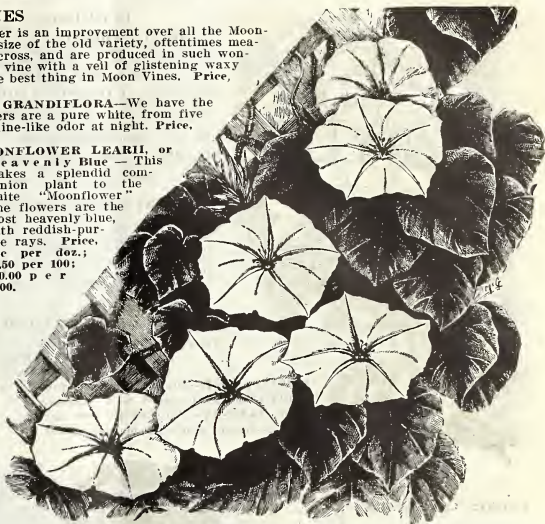 ES
er is an improvement over all the Moon-
size of the old variety, oftentimes mea-
cross, and are produced in such won-
vine with a veil of glistening waxy
e best thing in Moon Vines. Price,
GRANDIFLORA—We have the
ers are a pure white, from five
ine-like odor at night. Price,
ONFLOWER LEARII, or
eavenly Blue — This
akes a splendid com-
nion plant to the
ite "Moonflower"
e flowers are the
ost heavenly blue,
th reddish-pur-
e rays. Price,
c per doz.;
.50 per 100;
0.00 per
00.